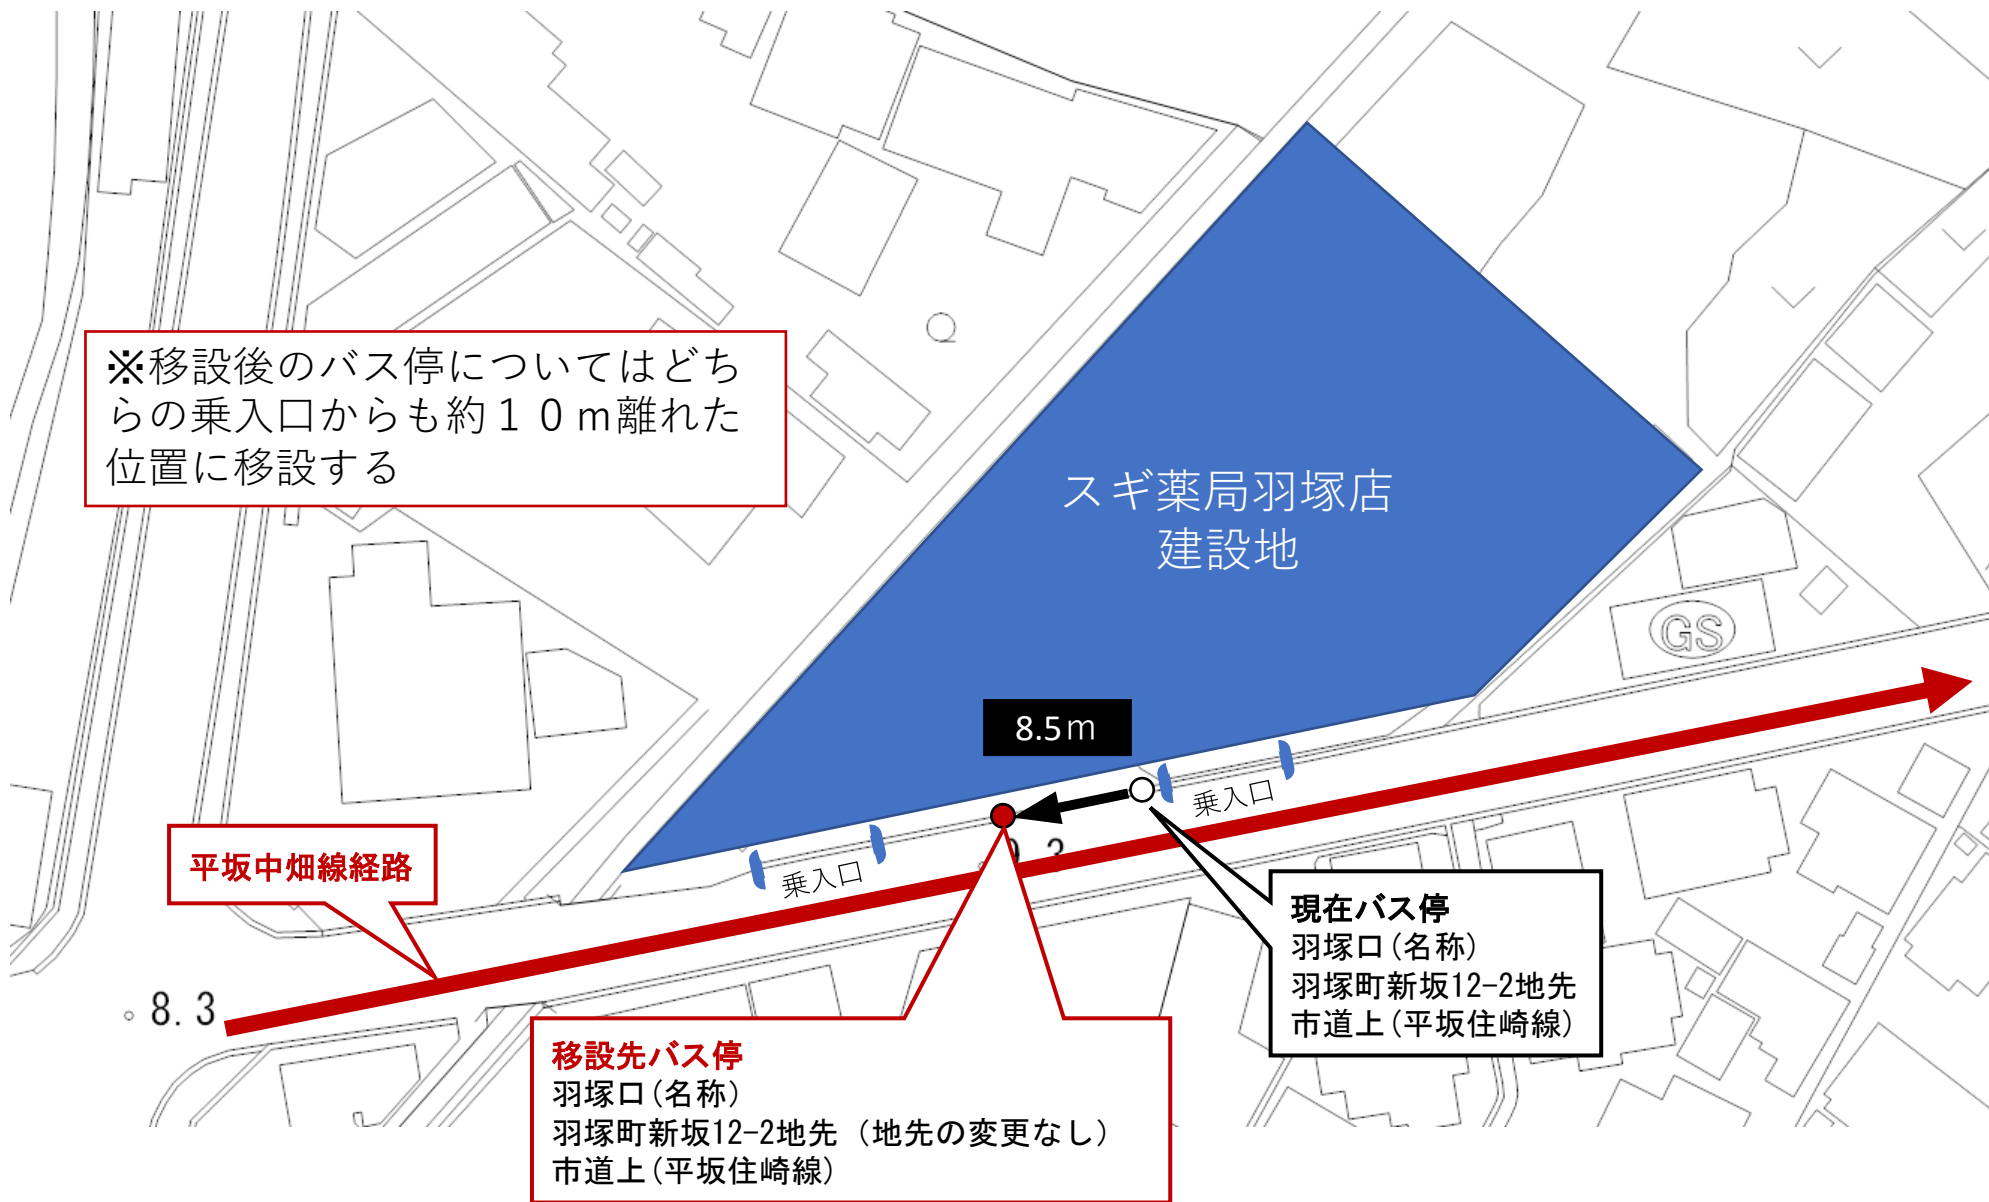 ※移設後のバス停についてはどち
らの乗入口からも約１０ｍ離れた
位置に移設する
スギ薬局羽塚店
建設地
GS
8.5ｍ
乗入口
乗入口
平坂中畑線経路
現在バス停
羽塚口(名称)
羽塚町新坂12-2地先
市道上(平坂住崎線)
8.3
移設先バス停
羽塚口(名称)
羽塚町新坂12-2地先（地先の変更なし）
市道上(平坂住崎線)